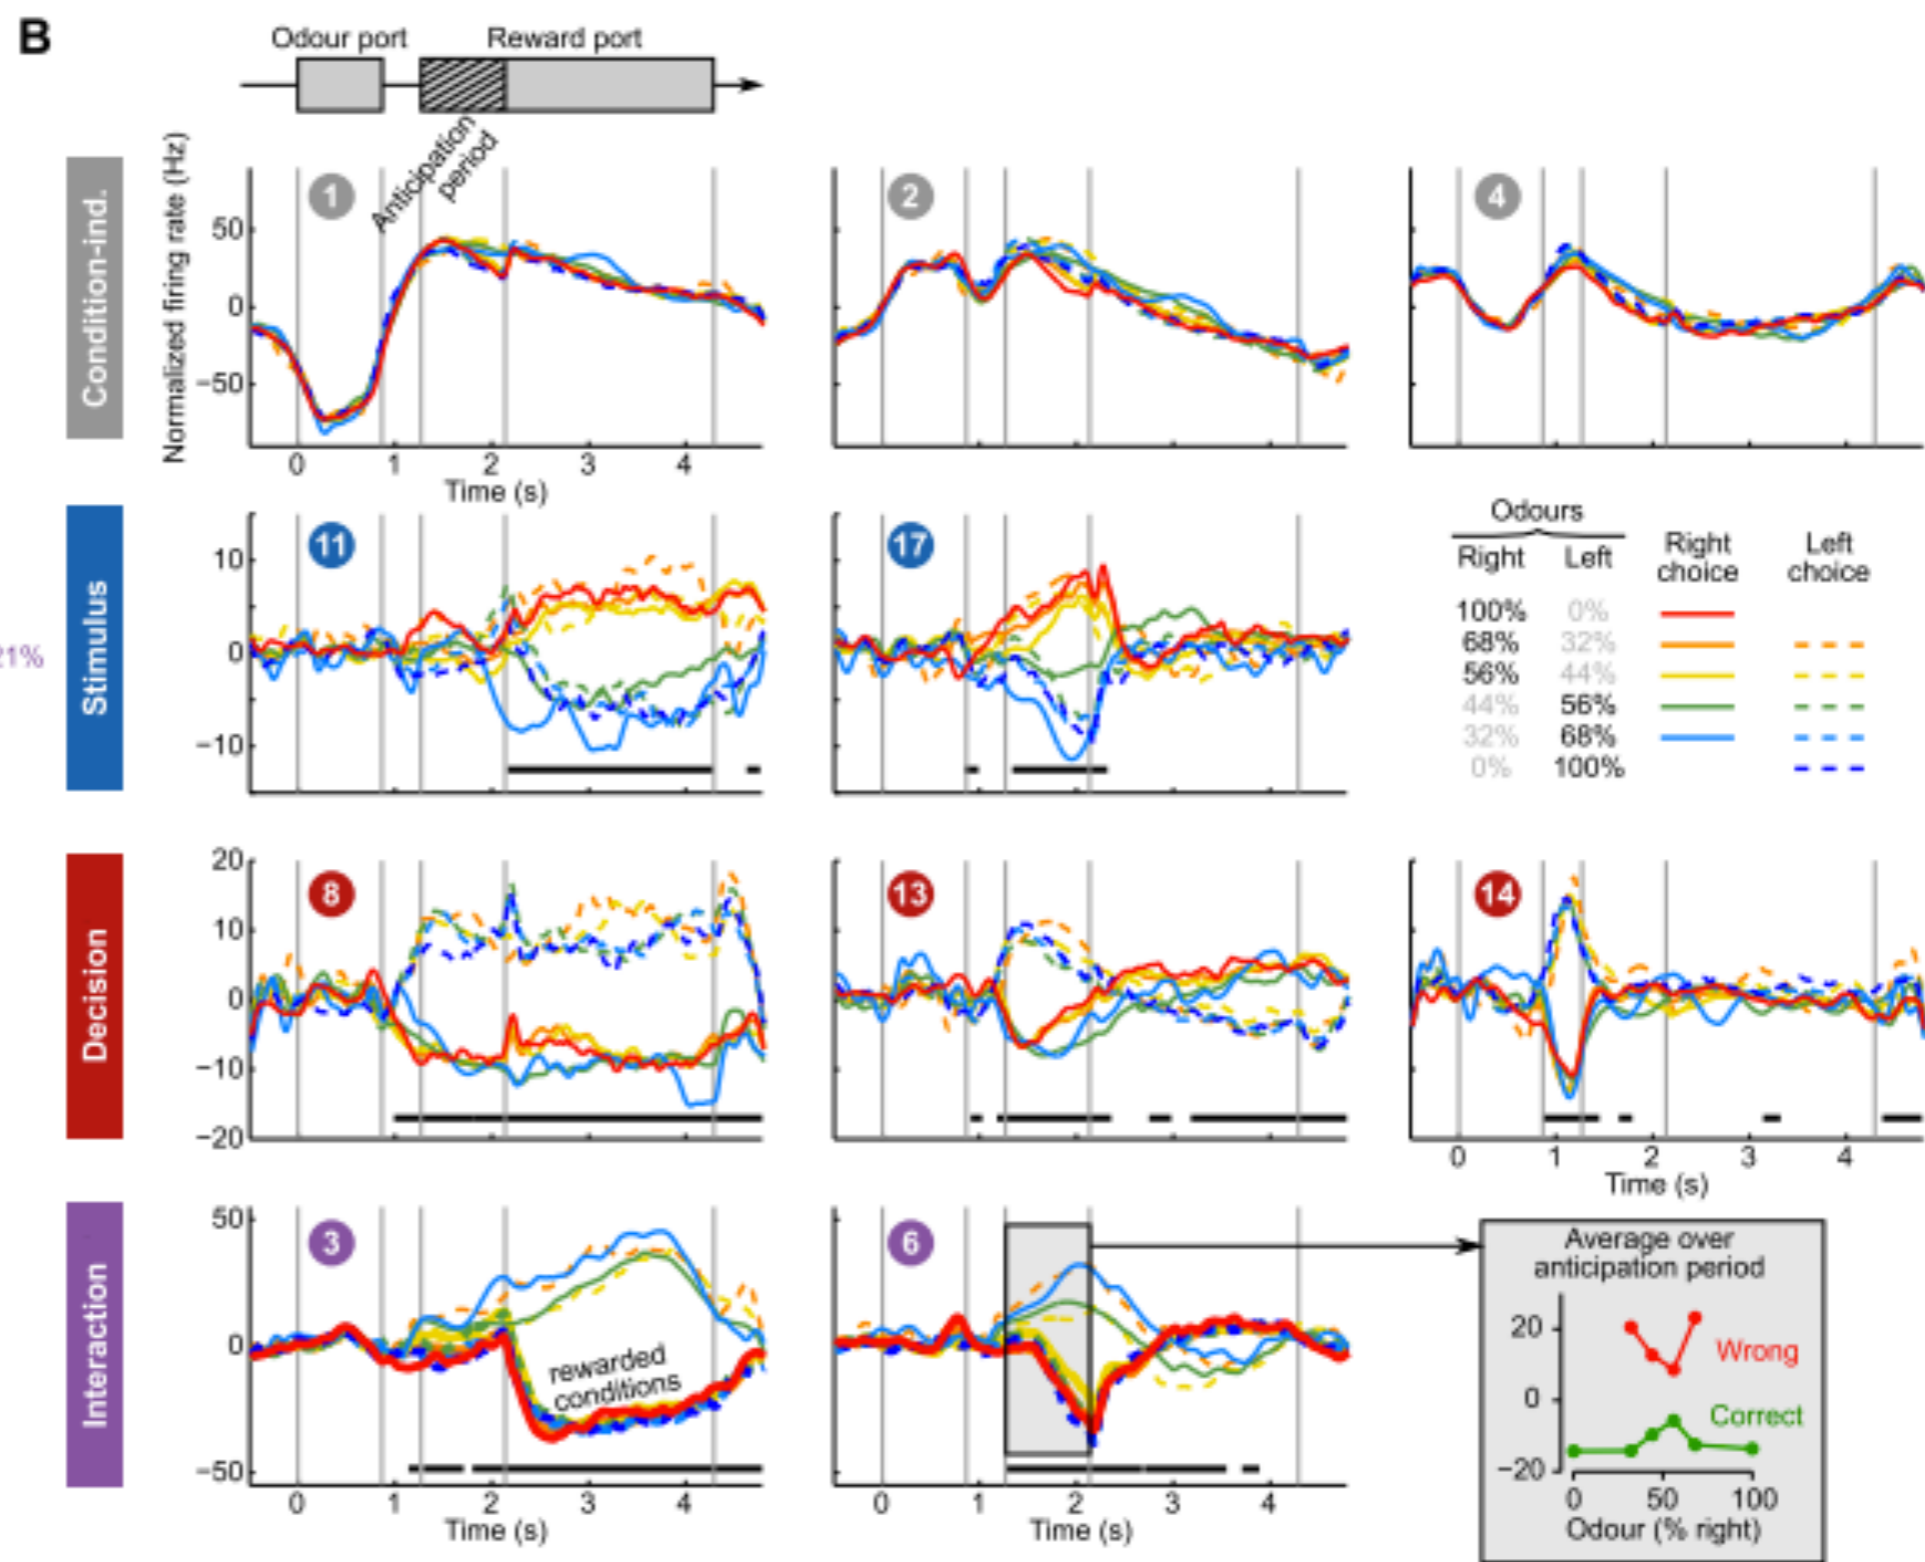 B
Odour port
Reward port
Anticipation
period
Condition-ind.
Normalized firing rate (Hz)
50
0
−50
1
2
4
0 1 2 3 4
Time (s)
21%
Stimulus
10
0
−10
11
17
Odours
Right Left
Right
choice
Left
choice
100% 0%
68% 32%
56% 44%
44% 56%
32% 68%
0% 100%
Decision
20
10
0
−10
−20
8
13
14
0 1 2 3 4
Time (s)
Interaction
50
0
−50
3
rewarded
conditions
6
0 1 2 3 4
Time (s)
0 1 2 3 4
Time (s)
Average over
anticipation period
20
0
−20
Wrong
Correct
0 50 100
Odour (% right)